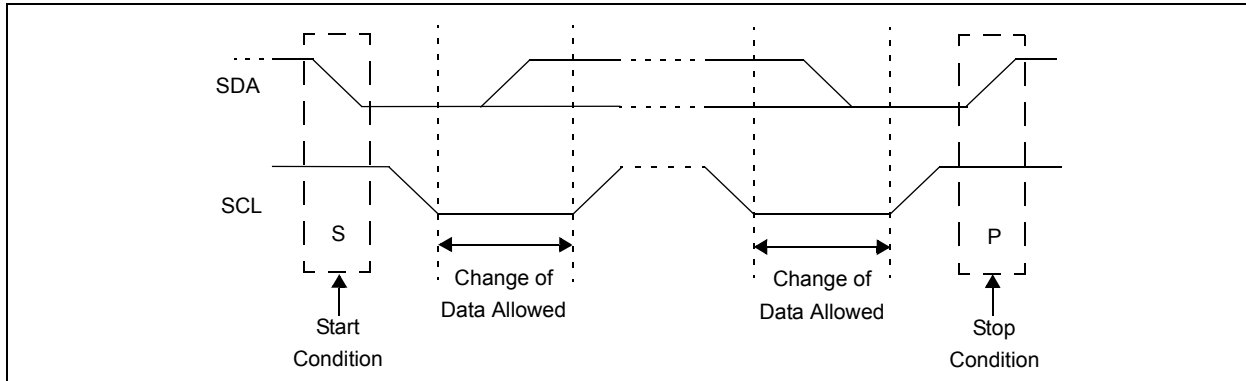 SDA
SCL
S
P
Change of
Data Allowed
Change of
Data Allowed
Start
Condition
Stop
Condition